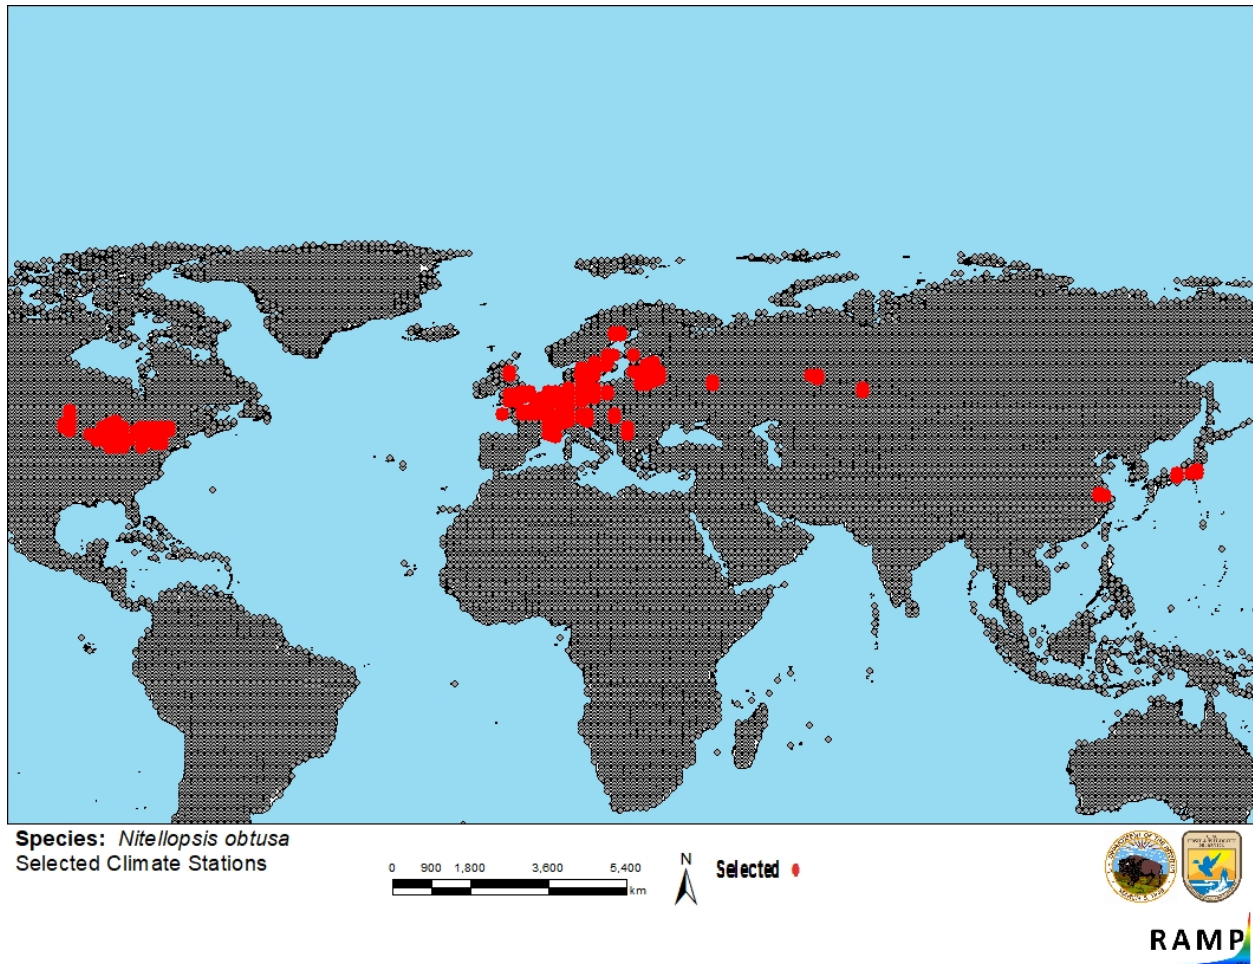 Species: Nitellopsis obtusa
Selected Climate Stations
0 900 1,800 3,600 5,400
km
N
Selected
RAMP